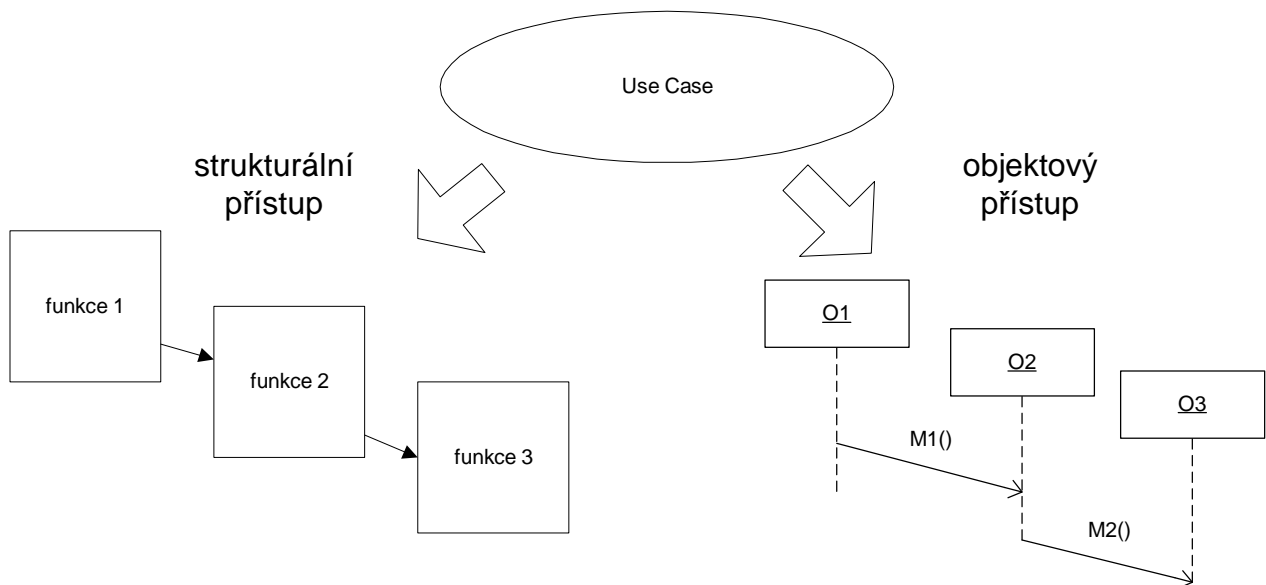 Use Case
strukturální
přístup
objektový
přístup
funkce 1
funkce 2
funkce 3
O1
O2
O3
M1()
M2()